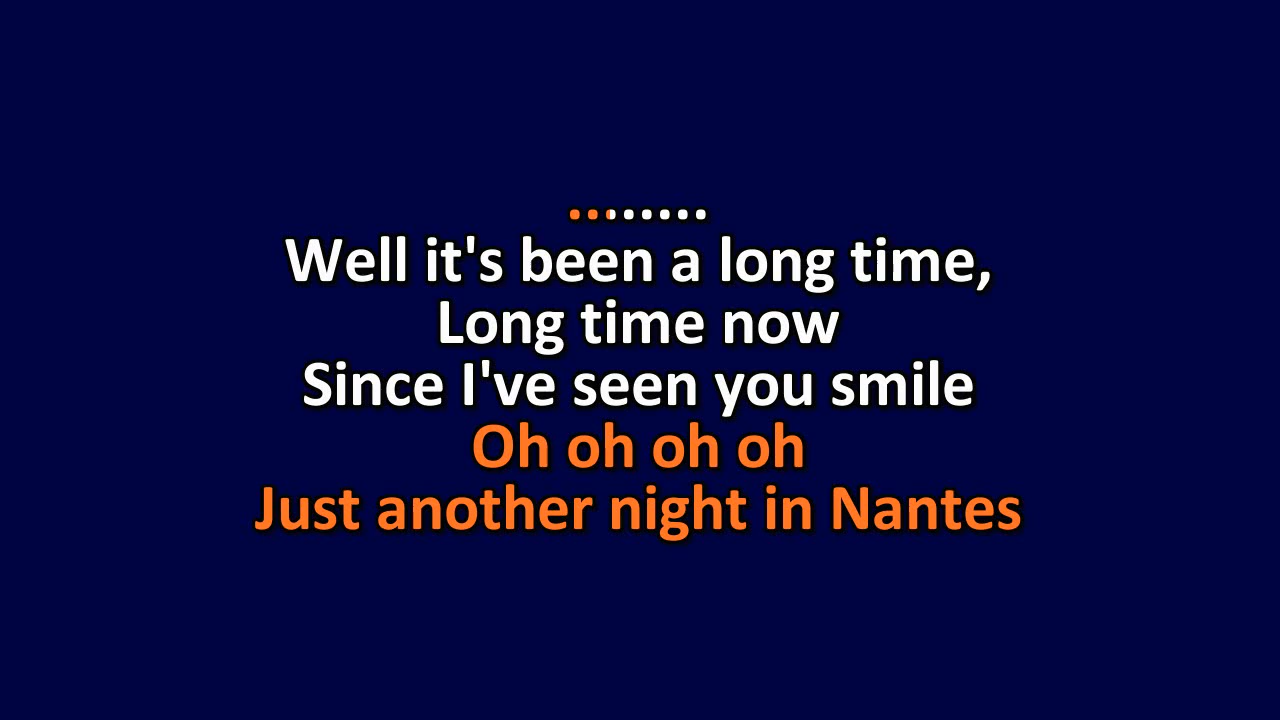 ........
Well it's been a long time,
Long time now
Since I've seen you smile
Oh oh oh oh
Just another night in Nantes